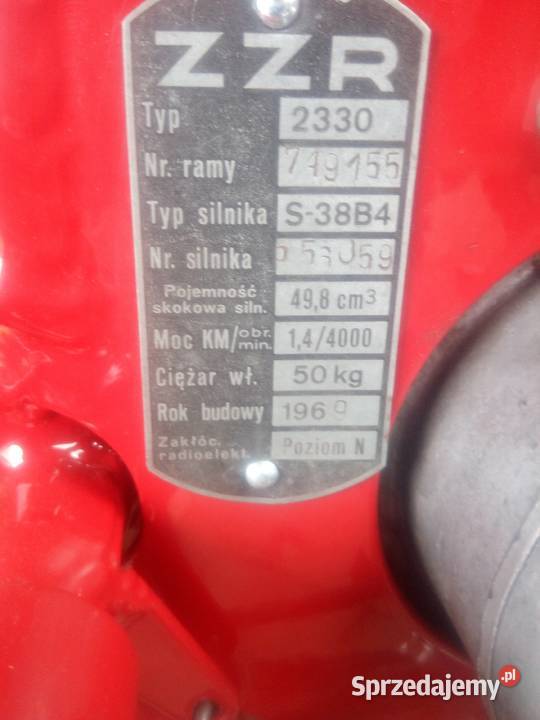 ZZR
Typ 2330
Nr. ramy 749155
Typ silnika S-38B4
Nr. silnika
Pojemność
skokowa siln. 49,8 cm3
Moc KM/obr. min. 1,4/4000
Ciężar wł. 50 kg
Rok budowy 1969
Zakłóc.
radioelekt. Poziom N
Sprzedajemy.pl